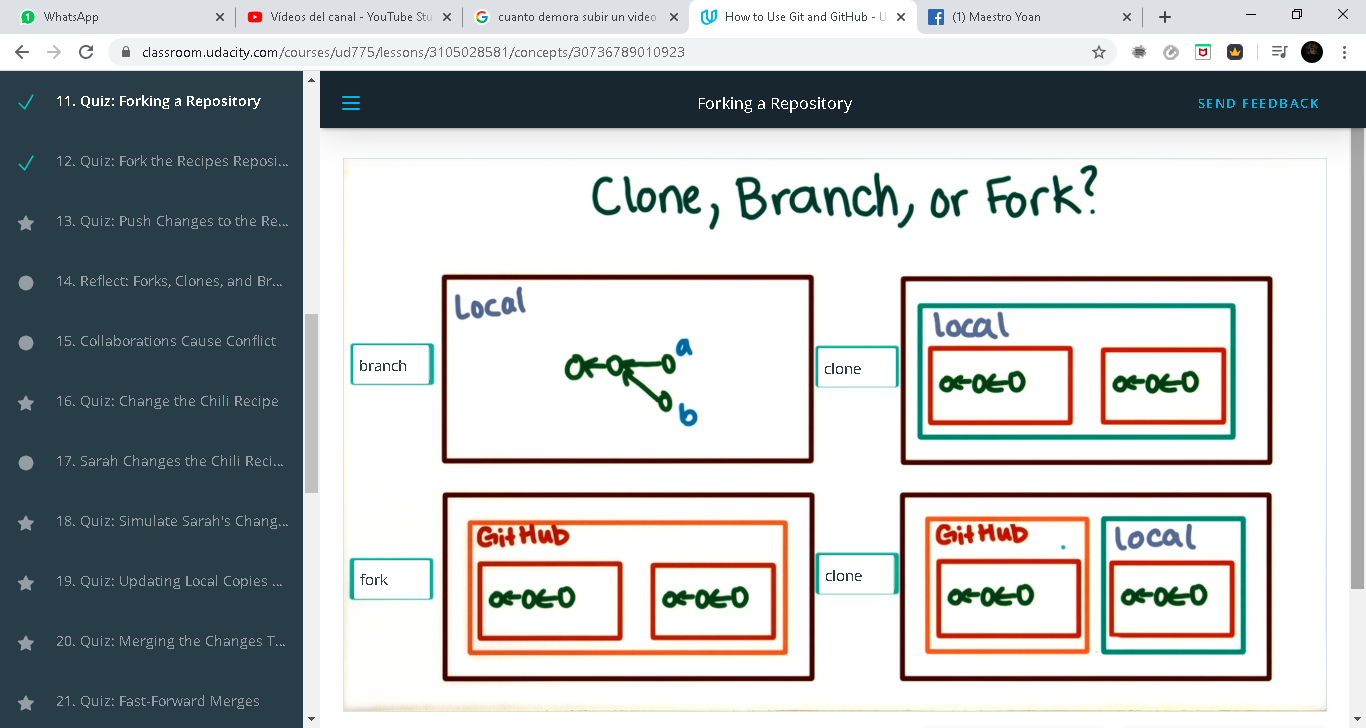 WhatsApp
Vídeos del canal - YouTube Stu
cuanto demora subir un video
How to Use Git and GitHub - U
(1) Maestro Yoan
classroom.udacity.com/courses/ud775/lessons/3105028581/concepts/30736789010923
11. Quiz: Forking a Repository
12. Quiz: Fork the Recipes Reposi...
13. Quiz: Push Changes to the Re...
14. Reflect: Forks, Clones, and Br...
15. Collaborations Cause Conflict
16. Quiz: Change the Chili Recipe
17. Sarah Changes the Chili Reci...
18. Quiz: Simulate Sarah's Chang...
19. Quiz: Updating Local Copies ...
20. Quiz: Merging the Changes T...
21. Quiz: Fast-Forward Merges
Forking a Repository
SEND FEEDBACK
Clone, Branch, or Fork?
branch
Local
a
b
clone
local
fork
GitHub
clone
GitHub
local